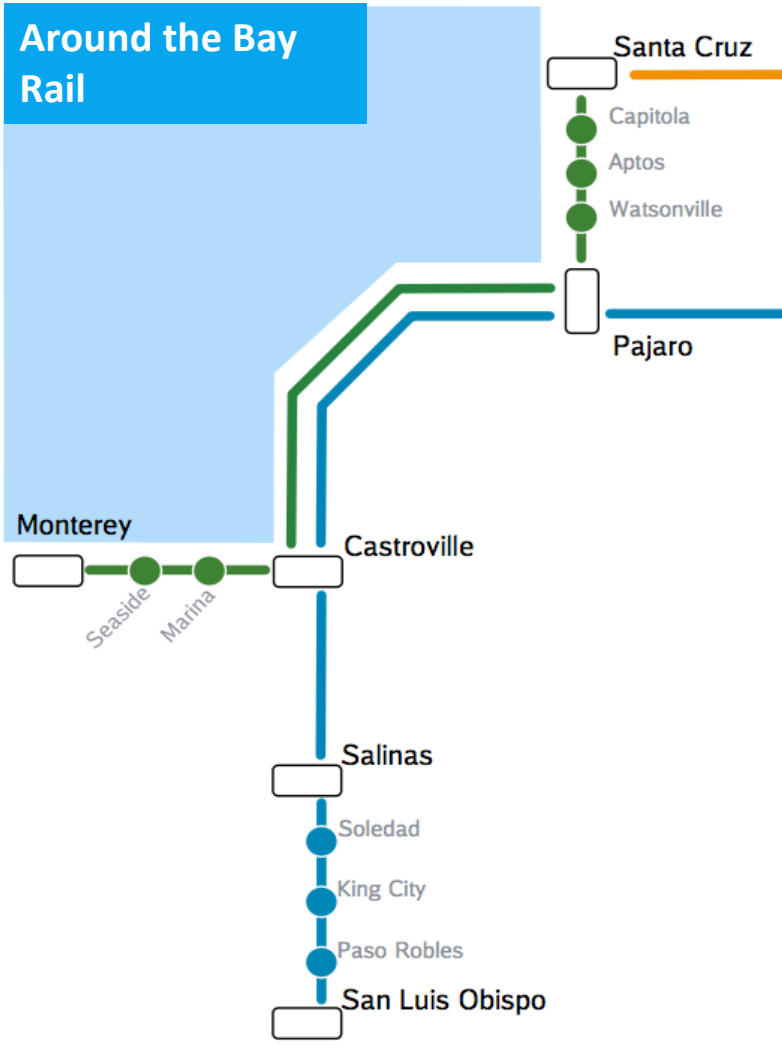 Around the Bay
Rail
Santa Cruz
Capitola
Aptos
Watsonville
Pajaro
Monterey
Castroville
Seaside
Marina
Salinas
Soledad
King City
Paso Robles
San Luis Obispo